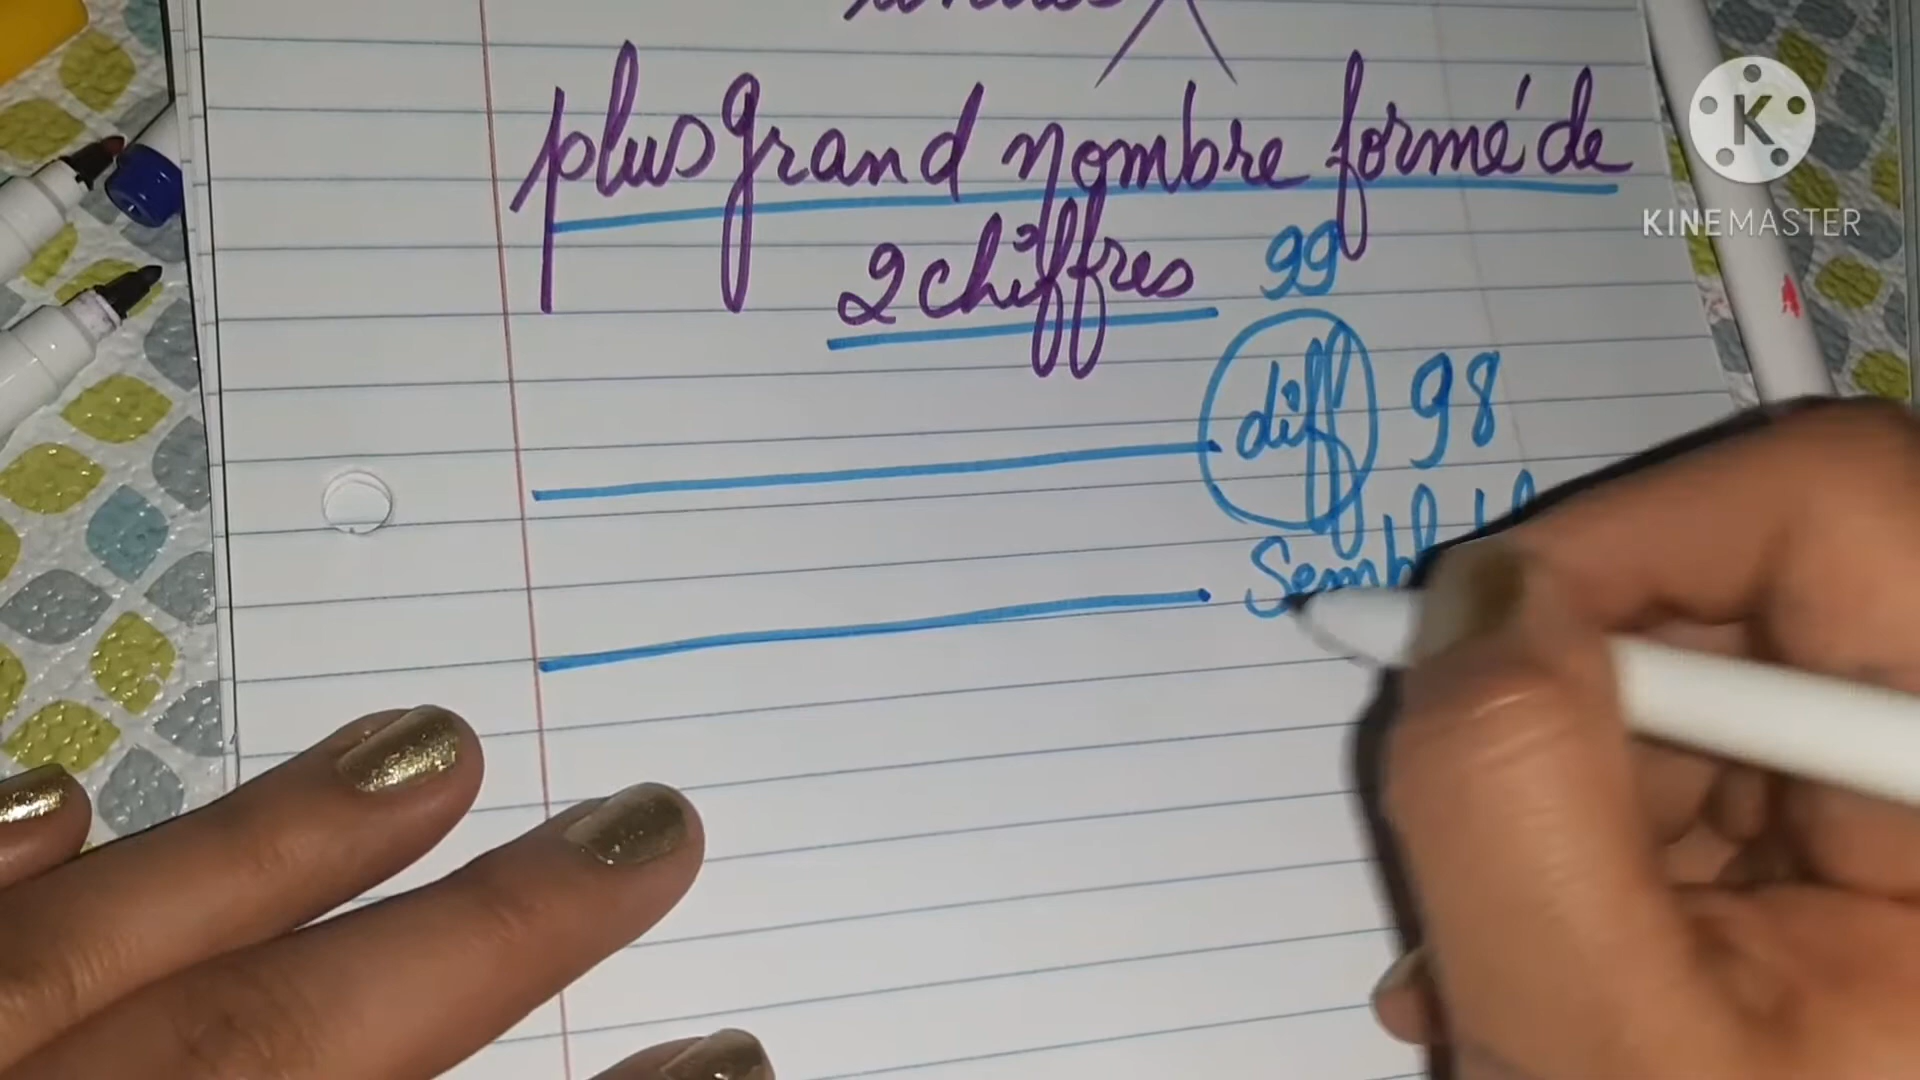 plus grand nombre formé de
2 chiffres 99
diff 98
K
KINEMASTER